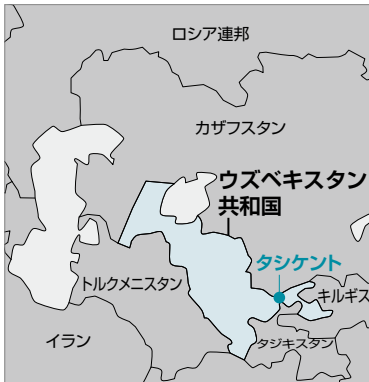 ロシア連邦
カザフスタン
ウズベキスタン
共和国
タシケント
トルクメニスタン
キルギス
イラン
タジキスタン